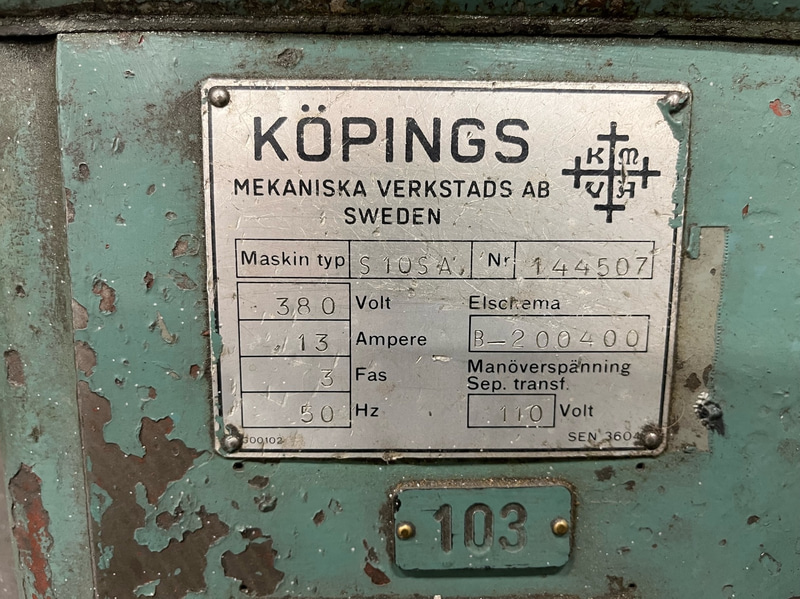 KÖPINGS
MEKANISKA VERKSTADS AB
SWEDEN
K M
V A
Maskin typ S10SA Nr 144507
380 Volt Elschema
13 Ampere B-200400
3 Fas Manöverspänning
Sep. transf.
50 Hz 110 Volt
SEN 3604
103